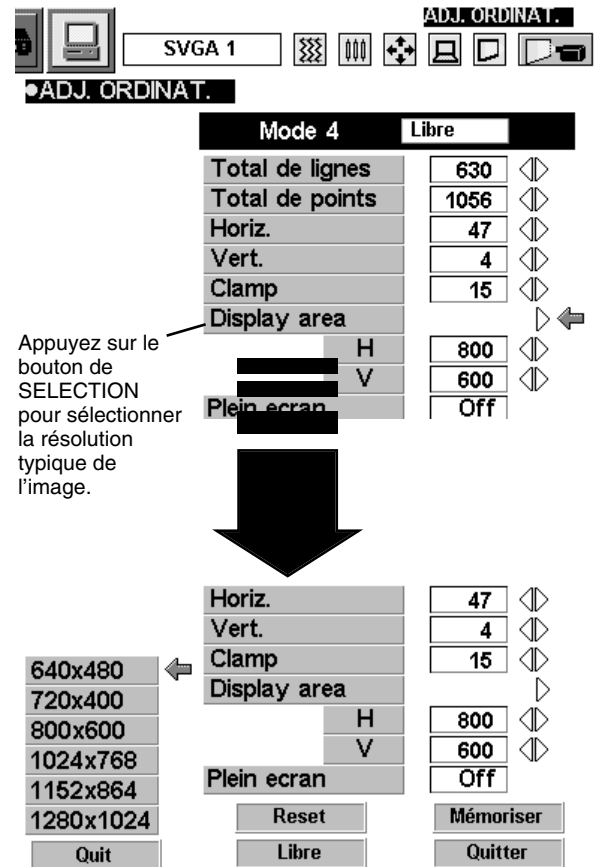 ADJ. ORDINAT.
SVGA 1
●ADJ. ORDINAT.
Mode 4 Libre
Total de lignes 630
Total de points 1056
Horiz. 47
Vert. 4
Clamp 15
Display area
H 800
V 600
Plein ecran Off
Appuyez sur le
bouton de
SELECTION
pour sélectionner
la résolution
typique de
l'image.
Horiz. 47
Vert. 4
Clamp 15
Display area
H 800
V 600
Plein ecran Off
Reset Mémoriser
Libre Quitter
640x480
720x400
800x600
1024x768
1152x864
1280x1024
Quit